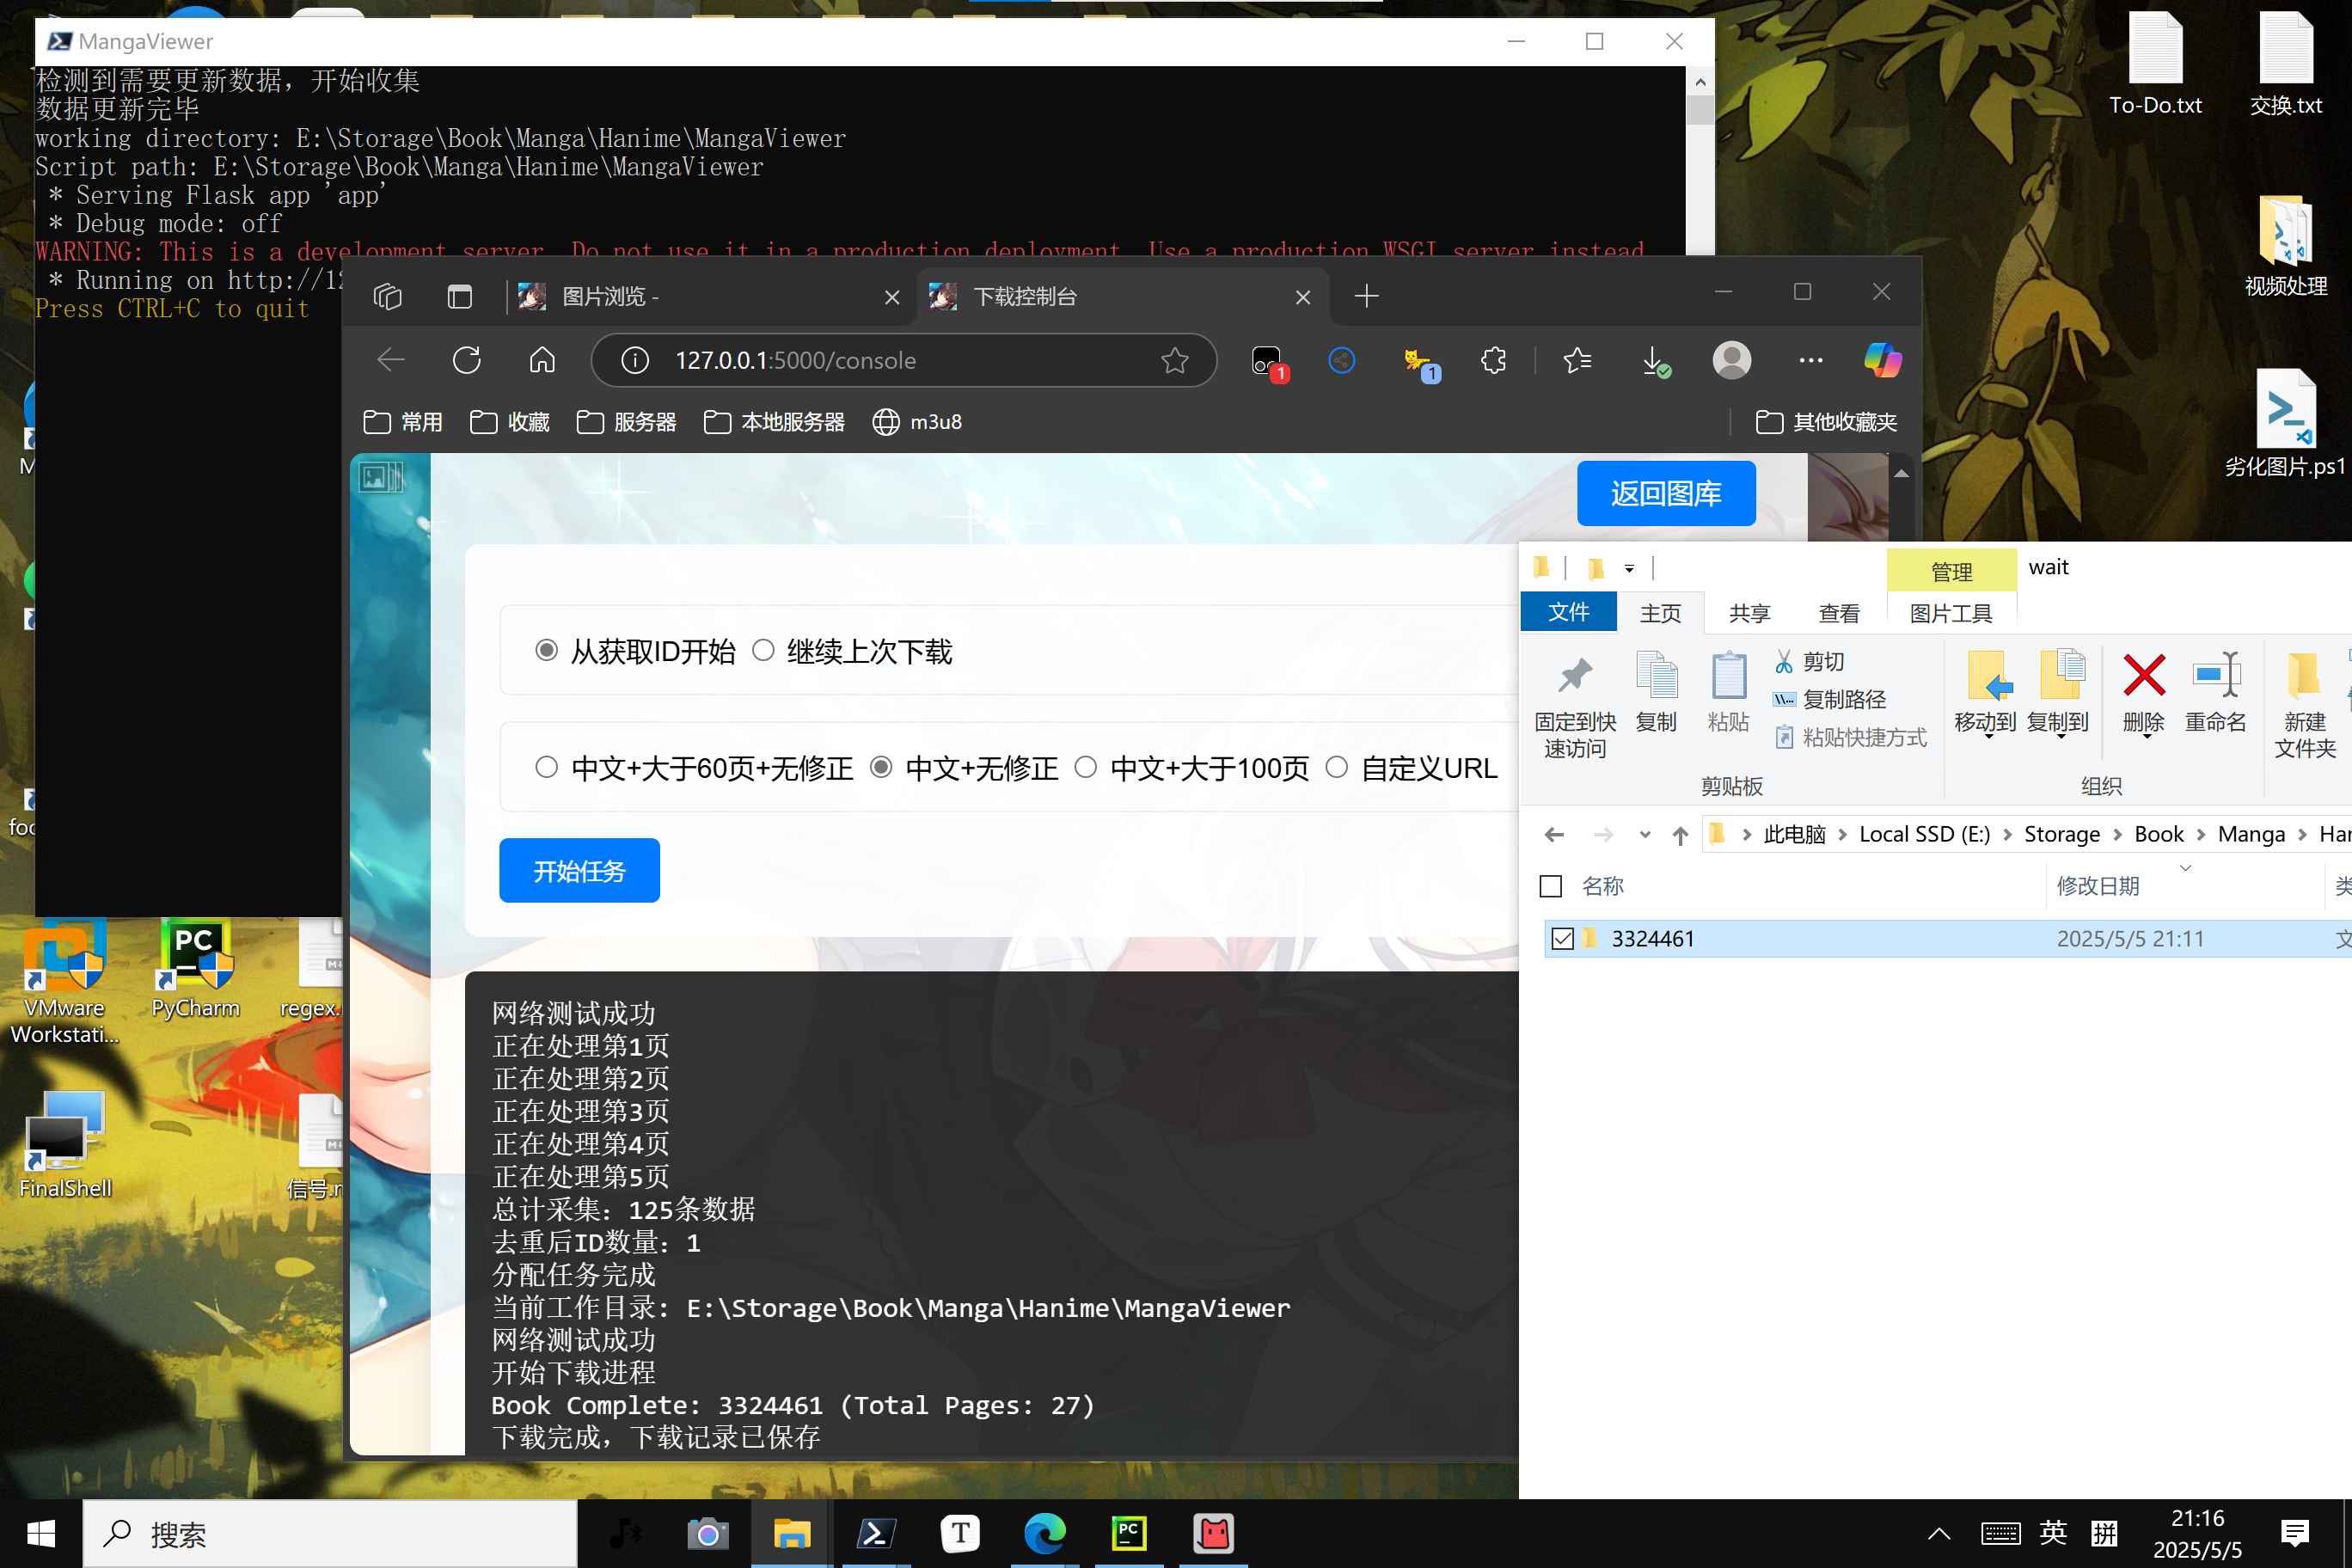 MangaViewer
检测到需要更新数据，开始收集
数据更新完毕
working directory: E:\Storage\Book\Manga\Hanime\MangaViewer
Script path: E:\Storage\Book\Manga\Hanime\MangaViewer
* Serving Flask app 'app'
* Debug mode: off
WARNING: This is a development server. Do not use it in a production deployment. Use a production WSGI server instead
* Running on http://12
Press CTRL+C to quit
To-Do.txt
交换.txt
视频处理
劣化图片.ps1
图片浏览 -
下载控制台
127.0.0.1:5000/console
1
1
常用
收藏
服务器
本地服务器
m3u8
其他收藏夹
返回图库
从获取ID开始 继续上次下载
中文+大于60页+无修正 中文+无修正 中文+大于100页 自定义URL
开始任务
网络测试成功
正在处理第1页
正在处理第2页
正在处理第3页
正在处理第4页
正在处理第5页
总计采集：125条数据
去重后ID数量：1
分配任务完成
当前工作目录: E:\Storage\Book\Manga\Hanime\MangaViewer
网络测试成功
开始下载进程
Book Complete: 3324461 (Total Pages: 27)
下载完成，下载记录已保存
管理
wait
文件
主页
共享
查看
图片工具
固定到快速访问
复制
粘贴
剪切
复制路径
粘贴快捷方式
剪贴板
移动到
复制到
删除
重命名
组织
新建
文件夹
此电脑 Local SSD (E:) Storage Book Manga Han
名称
修改日期
类
3324461
2025/5/5 21:11
文
VMware
Workstati...
PC
PyCharm
regex.
FinalShell
信号.m
foo
M
搜索
T
PC
英
拼
21:16
2025/5/5